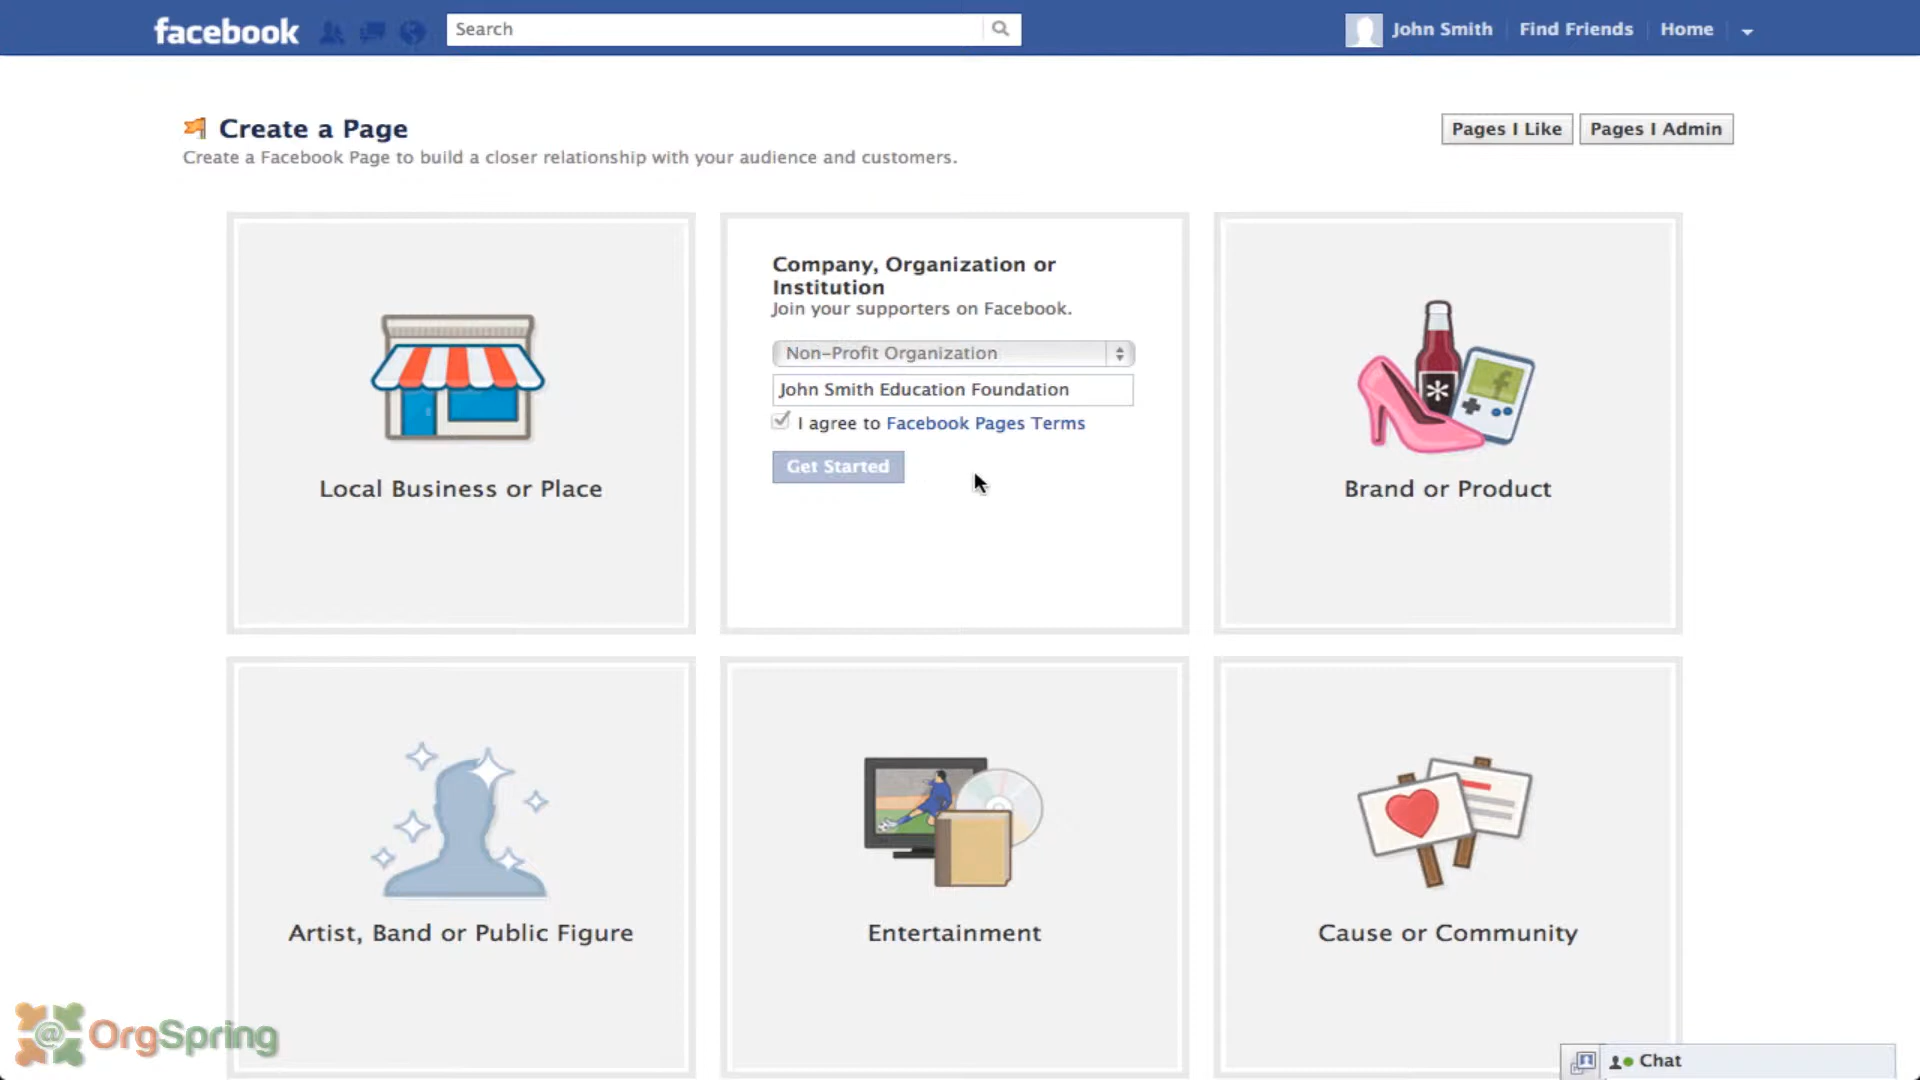 facebook
Search
John Smith
Find Friends
Home
Create a Page
Pages I Like
Pages I Admin
Create a Facebook Page to build a closer relationship with your audience and customers.
Company, Organization or
Institution
Join your supporters on Facebook.
Non-Profit Organization
John Smith Education Foundation
I agree to Facebook Pages Terms
Get Started
Local Business or Place
Brand or Product
Artist, Band or Public Figure
Entertainment
Cause or Community
@ OrgSpring
Chat